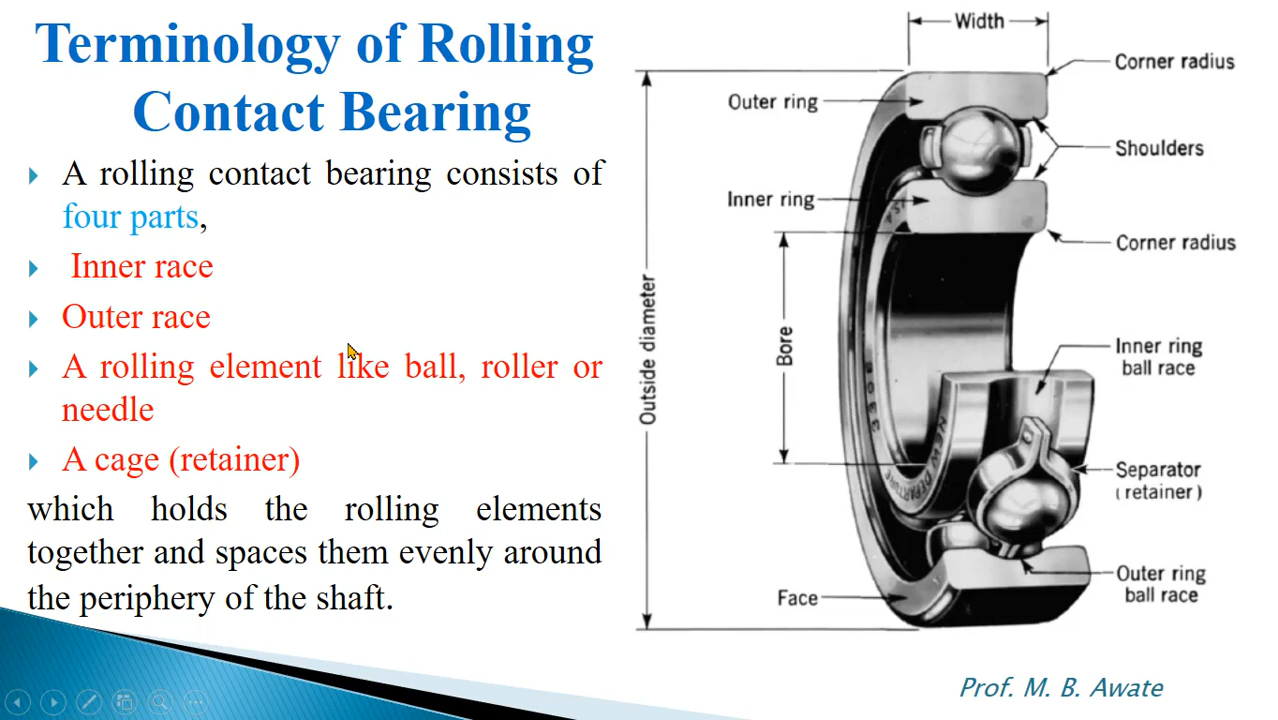 Terminology of Rolling
Contact Bearing
A rolling contact bearing consists of
four parts,
Inner race
Outer race
A rolling element like ball, roller or
needle
A cage (retainer)
which holds the rolling elements
together and spaces them evenly around
the periphery of the shaft.
Width
Corner radius
Outer ring
Shoulders
Inner ring
Corner radius
Outside diameter
Bore
Inner ring
ball race
Separator
(retainer)
Outer ring
ball race
Face
NEW DEPARTURE
Prof. M. B. Awate